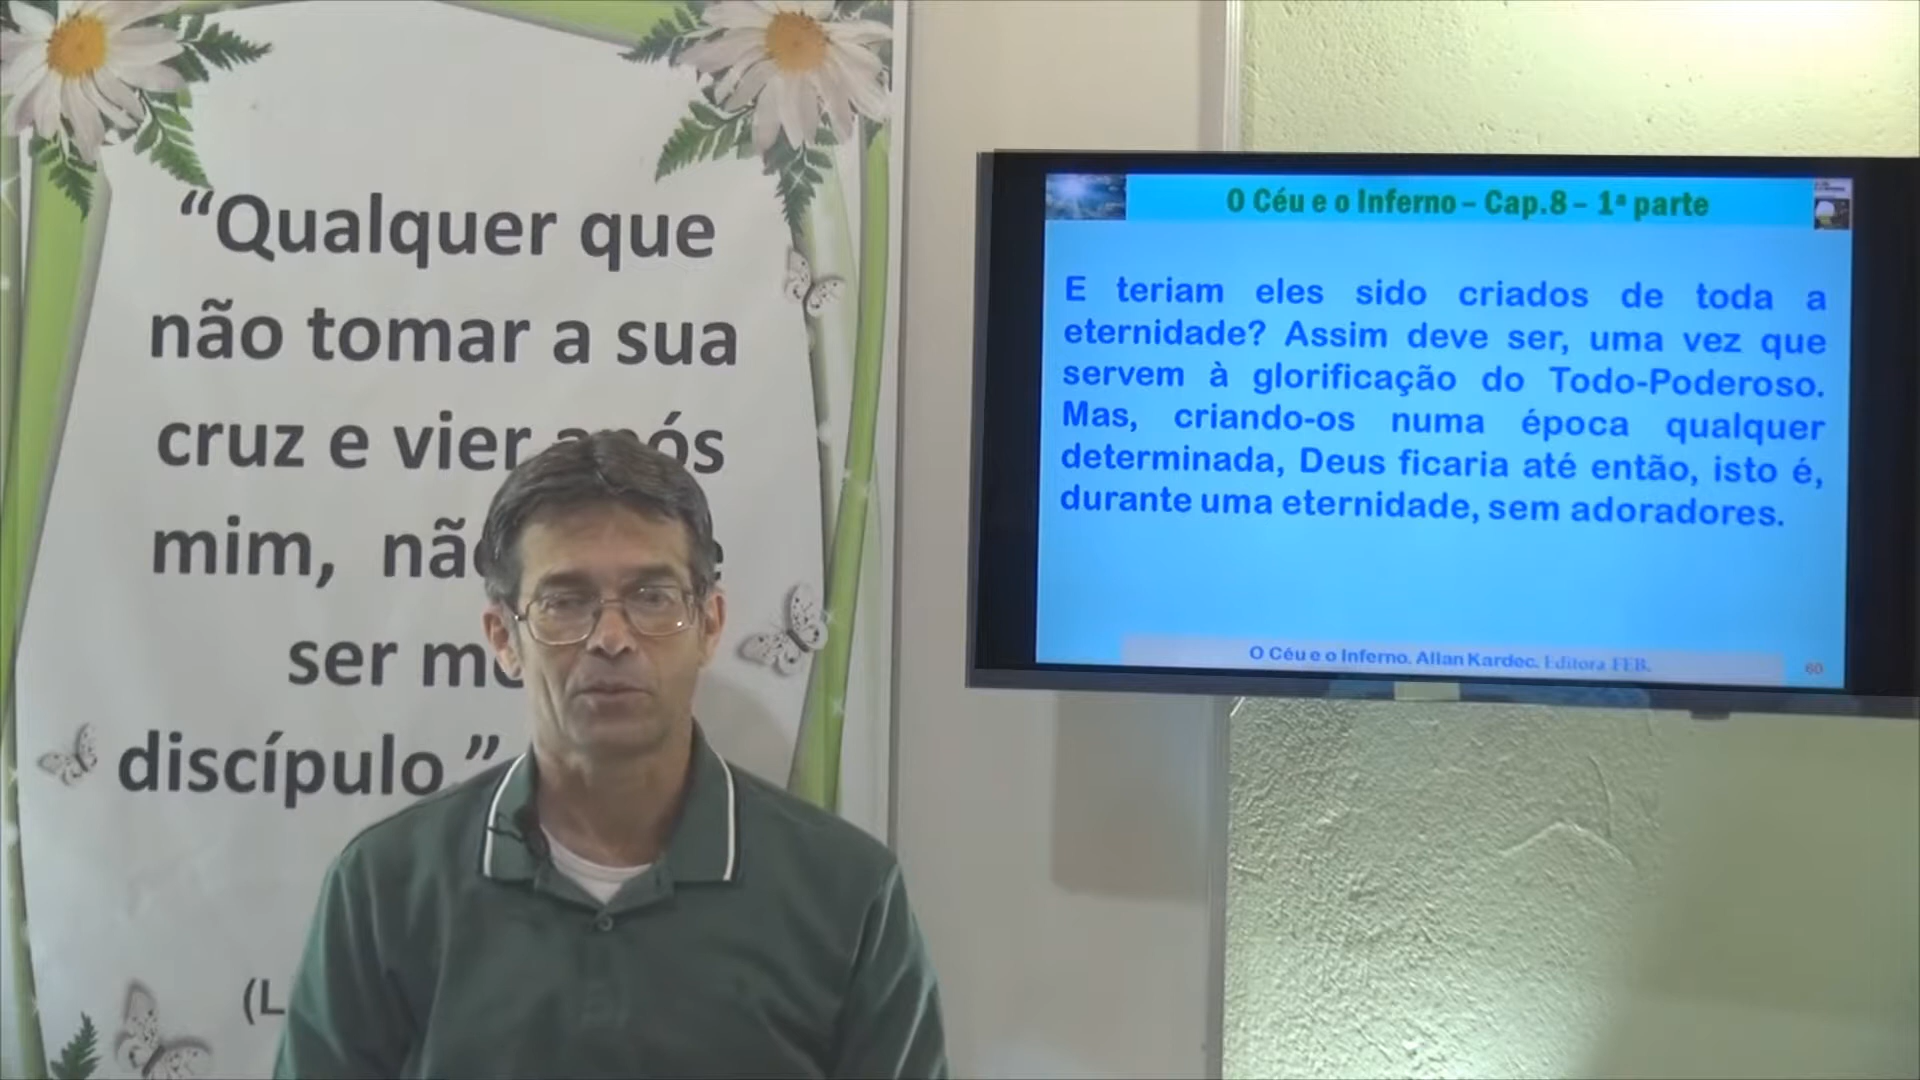 “Qualquer que
não tomar a sua
cruz e vier
mim,
ser
discípulo.”
(L
O Céu e o Inferno – Cap.8 – 1ª parte
E teriam eles sido criados de toda a
eternidade? Assim deve ser, uma vez que
servem à glorificação do Todo-Poderoso.
Mas, criando-os numa época qualquer
determinada, Deus ficaria até então, isto é,
durante uma eternidade, sem adoradores.
O Céu e o Inferno. Allan Kardec. Editora FEB.
60